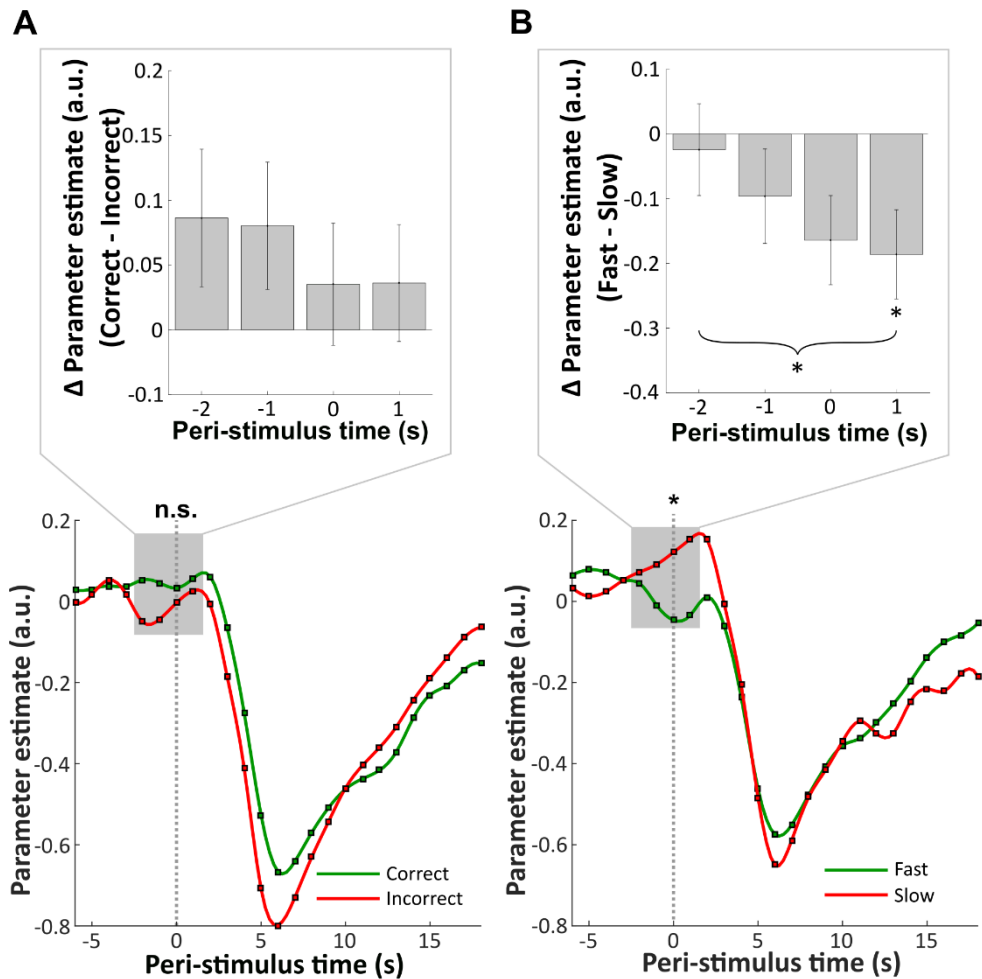 A
Δ Parameter estimate (a.u.)
(Correct - Incorrect)
0.2
0.15
0.1
0.05
0
-0.1
-2
-1
0
1
Peri-stimulus time (s)
B
Δ Parameter estimate (a.u.)
(Fast - Slow)
0
-0.1
-0.2
-0.3
-0.4
*
*
-2
-1
0
1
Peri-stimulus time (s)
n.s.
Parameter estimate (a.u.)
0.2
0
-0.2
-0.4
-0.6
-0.8
Correct
Incorrect
-5
0
5
10
15
Peri-stimulus time (s)
*
Parameter estimate (a.u.)
0.2
0
-0.2
-0.4
-0.6
-0.8
Fast
Slow
-5
0
5
10
15
Peri-stimulus time (s)